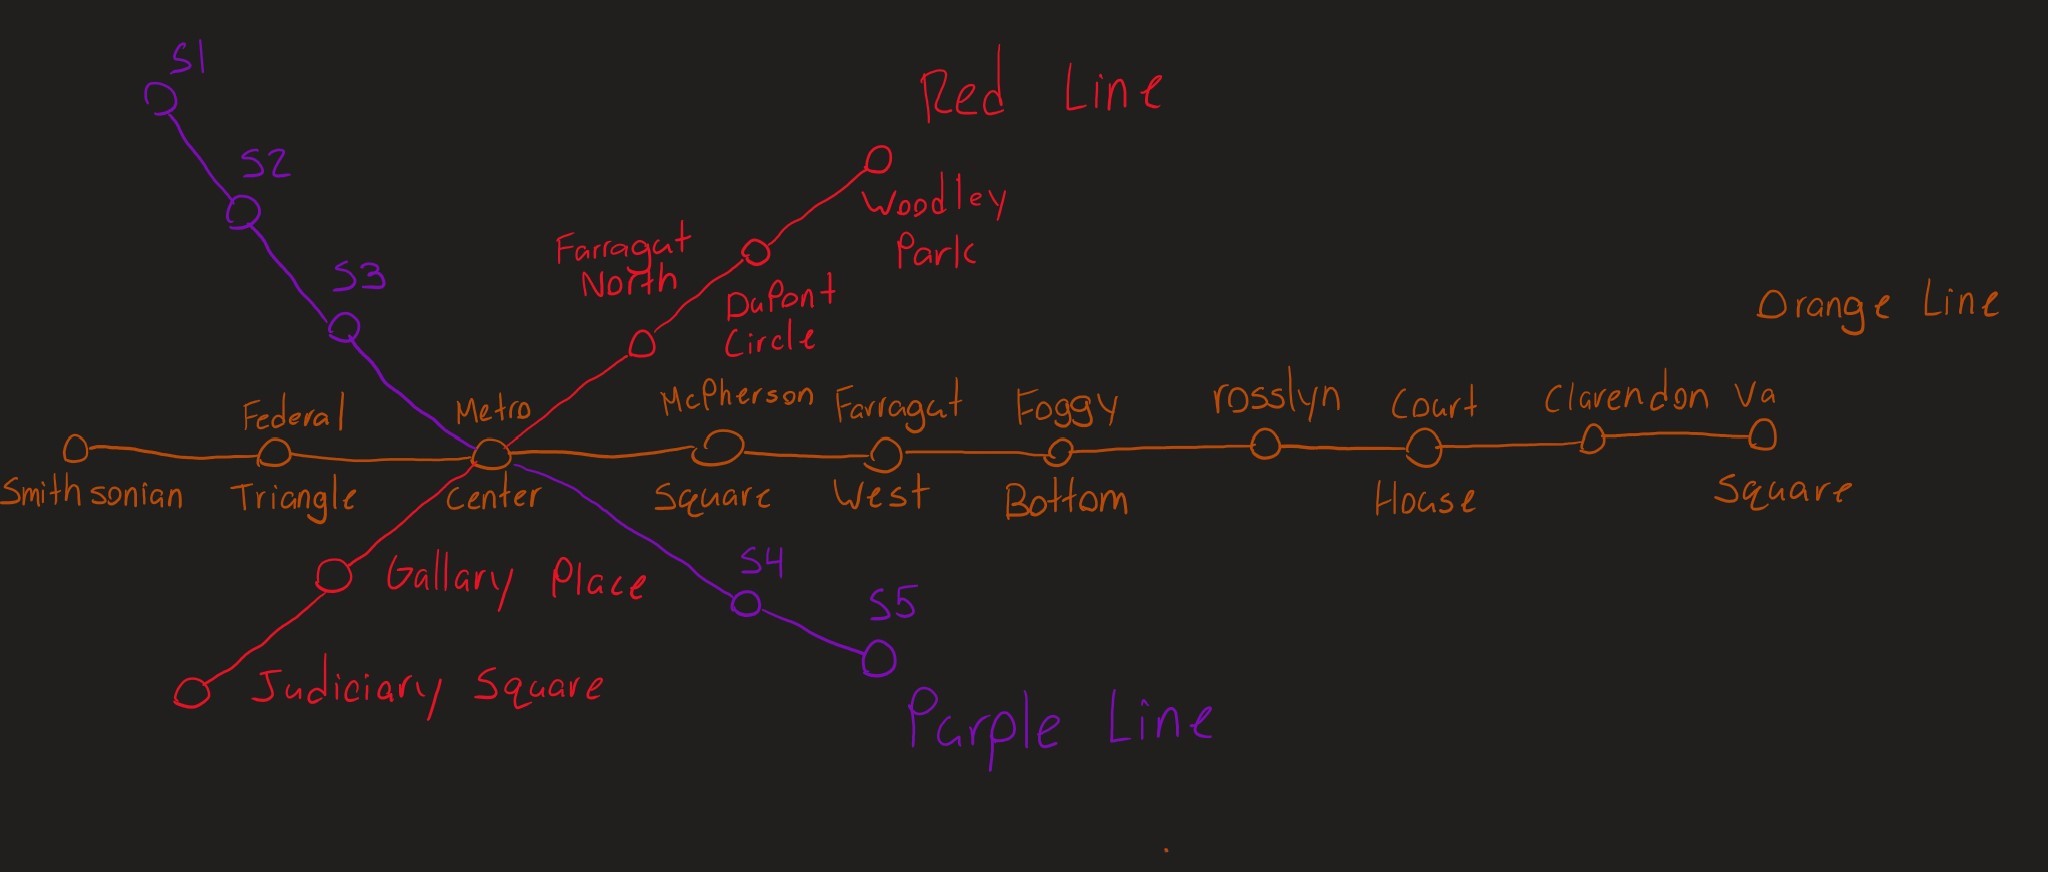 S1
Red Line
S2
Woodley
Park
Farragut
North
S3
DuPont
Circle
Orange Line
Federal
Triangle
Metro
Center
McPherson
Square
Farragut
West
Foggy
Bottom
rosslyn
Court
House
Clarendon
Va
Square
Smithsonian
Gallary Place
S4
S5
Judiciary Square
Purple Line